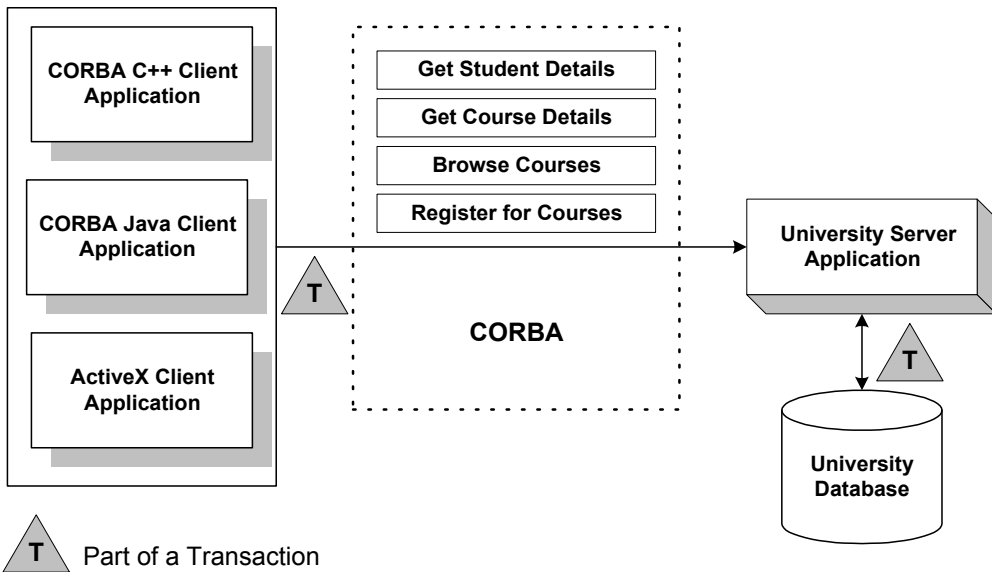 CORBA C++ Client
Application
CORBA Java Client
Application
ActiveX Client
Application
T
Get Student Details
Get Course Details
Browse Courses
Register for Courses
CORBA
University Server
Application
T
University
Database
T
Part of a Transaction